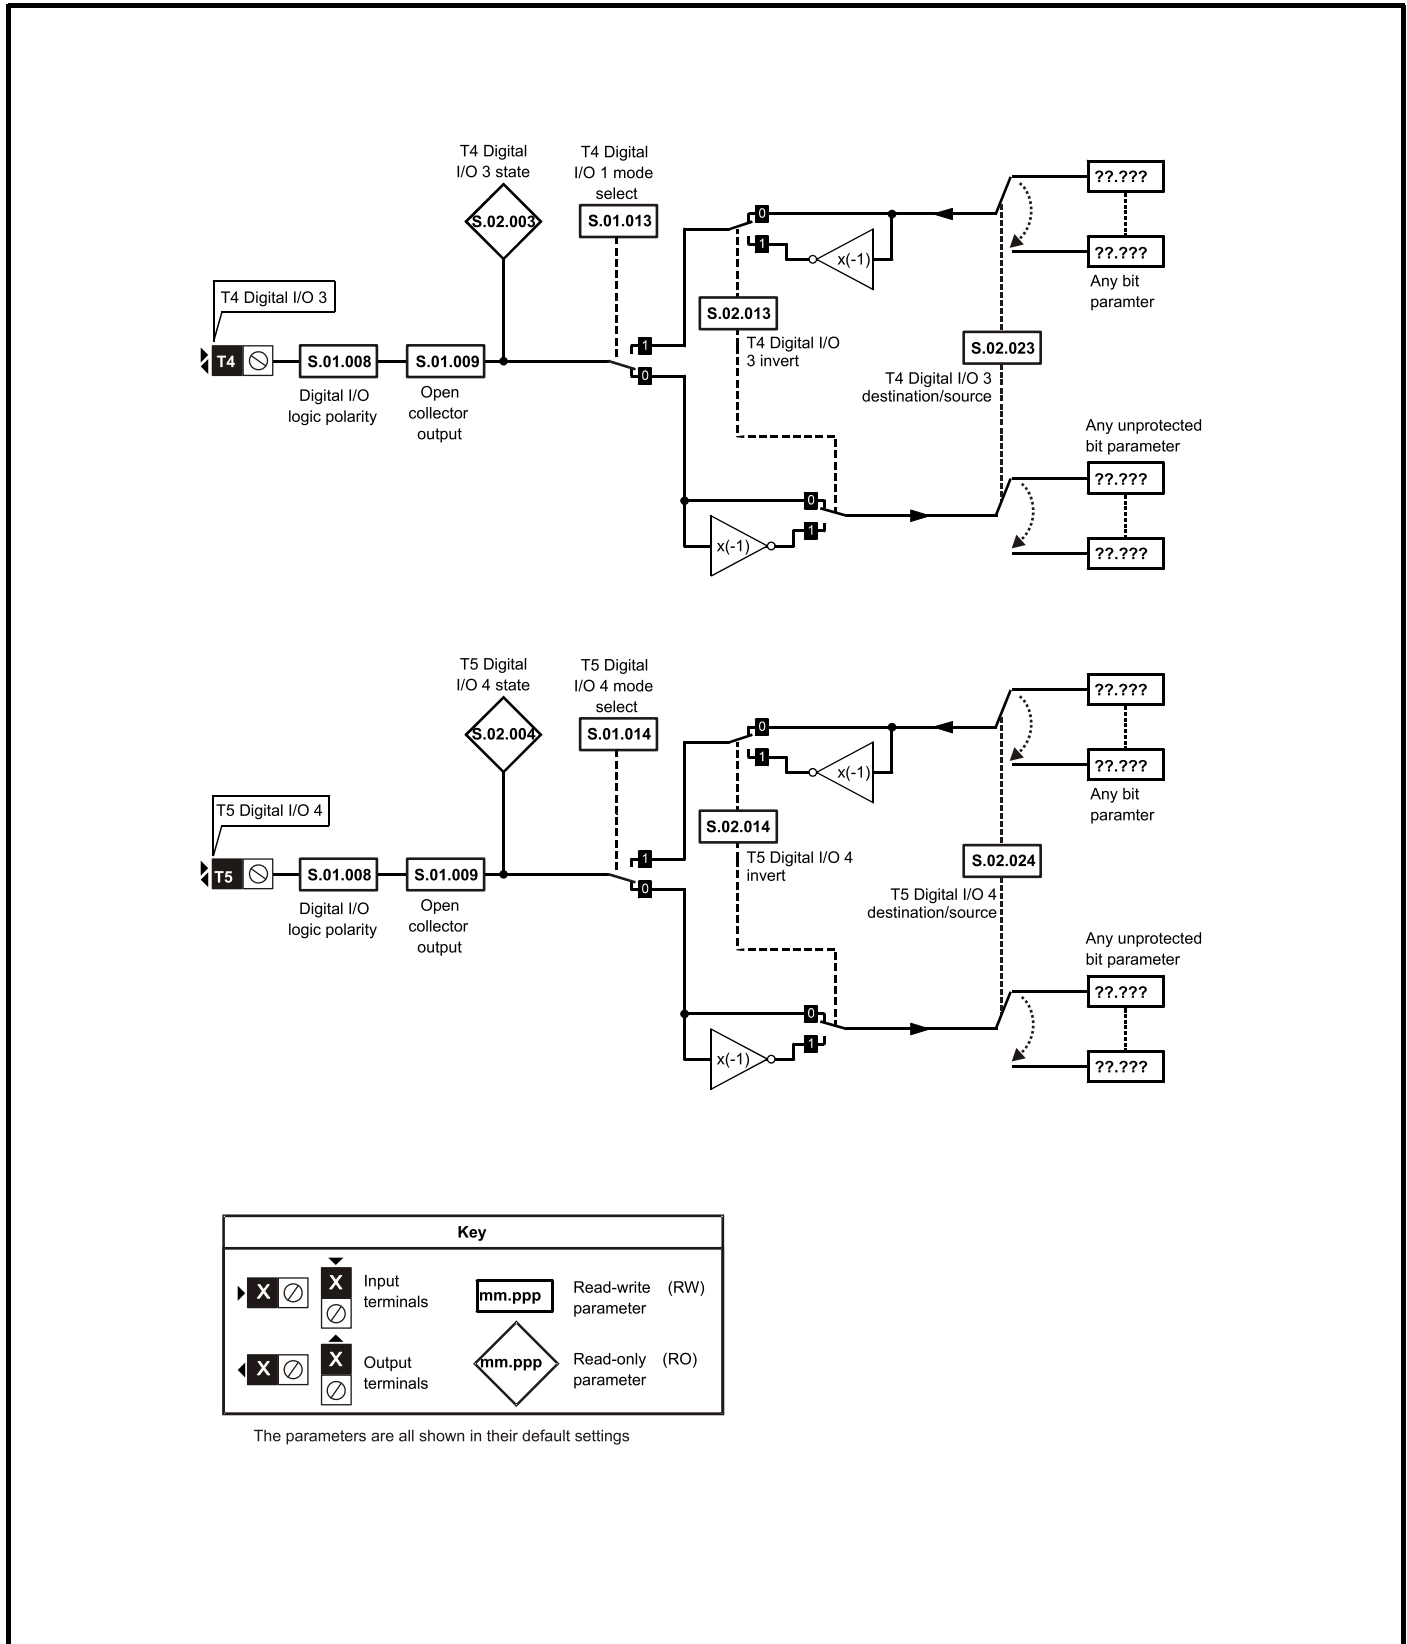 T4 Digital
I/O 3 state
T4 Digital
I/O 1 mode
select
S.02.003
S.01.013
0
1
x(-1)
??.???
??.???
Any bit
paramter
T4 Digital I/O 3
S.02.013
T4 Digital I/O
3 invert
S.02.023
T4 Digital I/O 3
destination/source
T4
S.01.008
S.01.009
1
0
Digital I/O
logic polarity
Open
collector
output
Any unprotected
bit parameter
??.???
??.???
0
1
x(-1)
T5 Digital
I/O 4 state
T5 Digital
I/O 4 mode
select
S.02.004
S.01.014
0
1
x(-1)
??.???
??.???
Any bit
paramter
T5 Digital I/O 4
S.02.014
T5 Digital I/O 4
invert
S.02.024
T5 Digital I/O 4
destination/source
T5
S.01.008
S.01.009
1
0
Digital I/O
logic polarity
Open
collector
output
Any unprotected
bit parameter
??.???
??.???
0
1
x(-1)
Key
X
X
Input
terminals
mm.ppp
Read-write (RW)
parameter
X
X
Output
terminals
mm.ppp
Read-only (RO)
parameter
The parameters are all shown in their default settings